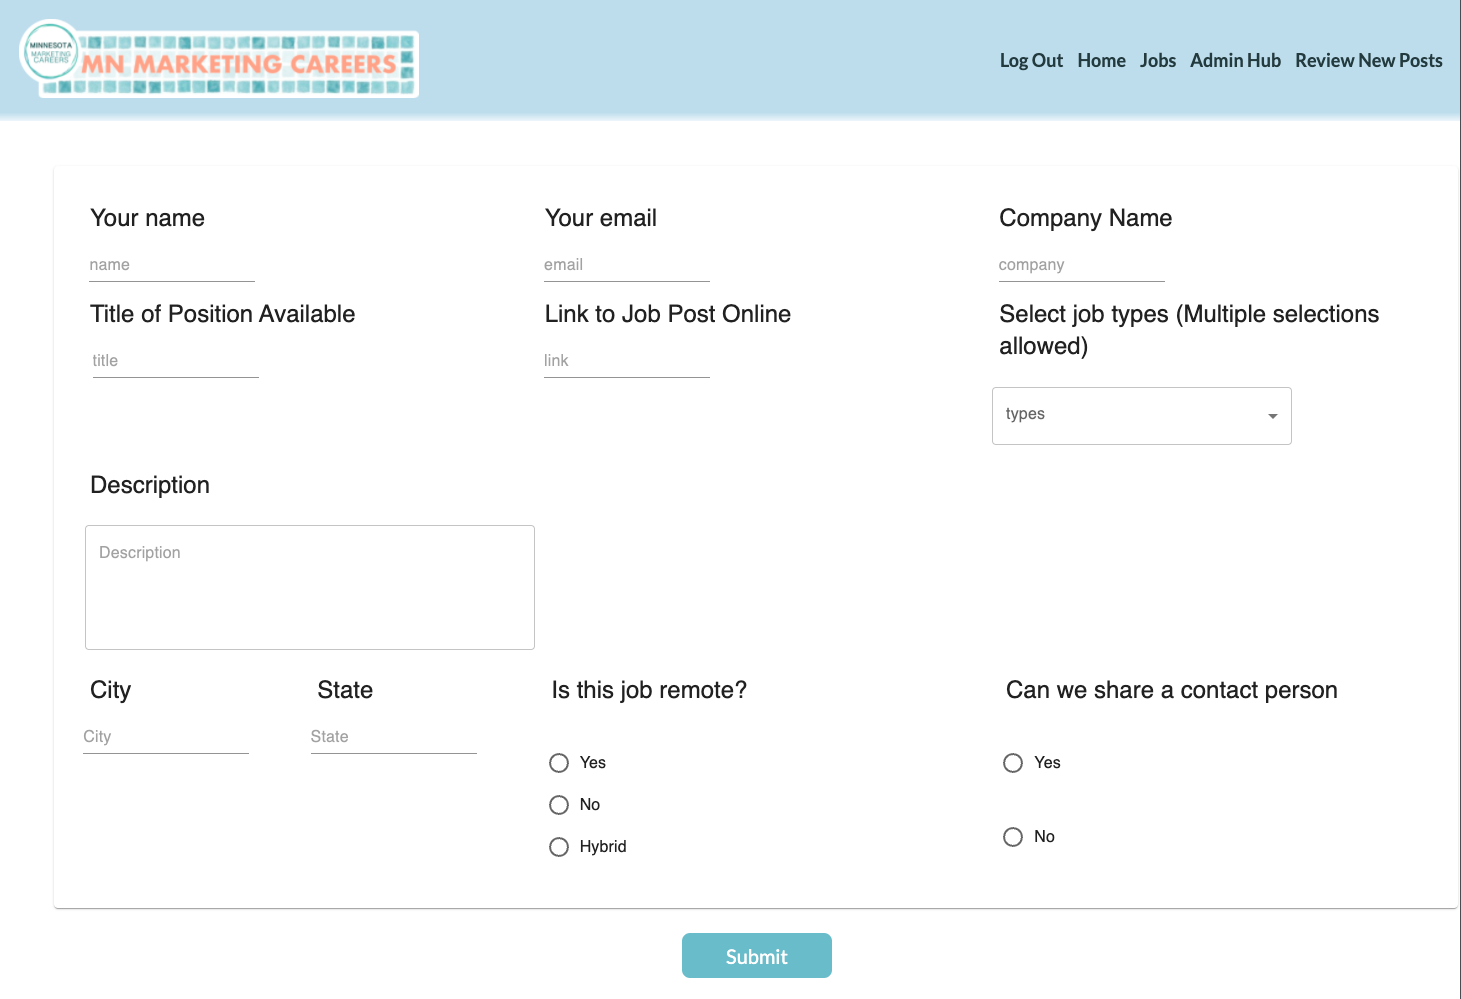 MINNESOTA
MARKETING
CAREERS
MN MARKETING CAREERS
Log Out Home Jobs Admin Hub Review New Posts
Your name
Your email
Company Name
name
email
company
Title of Position Available
Link to Job Post Online
Select job types (Multiple selections
allowed)
title
link
types
Description
Description
City
State
Is this job remote?
Can we share a contact person
City
State
Yes
Yes
No
No
Hybrid
Submit